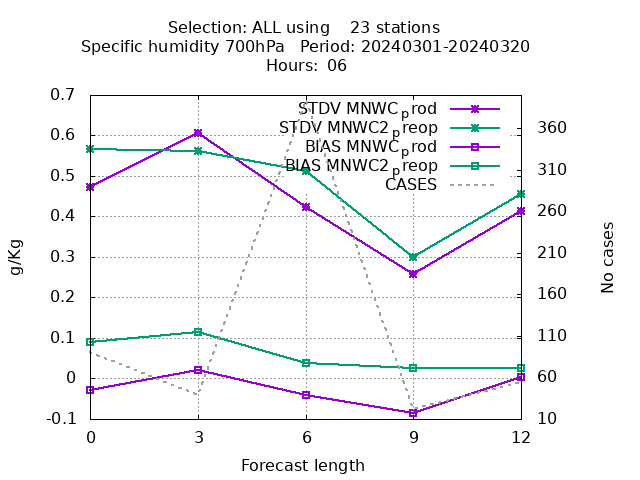 Selection: ALL using    23 stations
Specific humidity 700hPa   Period: 20240301-20240320
Hours: 06
STDV MNWC_prod
STDV MNWC2_preop
BIAS MNWC_prod
BIAS MNWC2_preop
CASES
0.7
0.6
0.5
0.4
0.3
0.2
0.1
0
-0.1
g/Kg
360
310
260
210
160
110
60
10
No cases
0 3 6 9 12
Forecast length